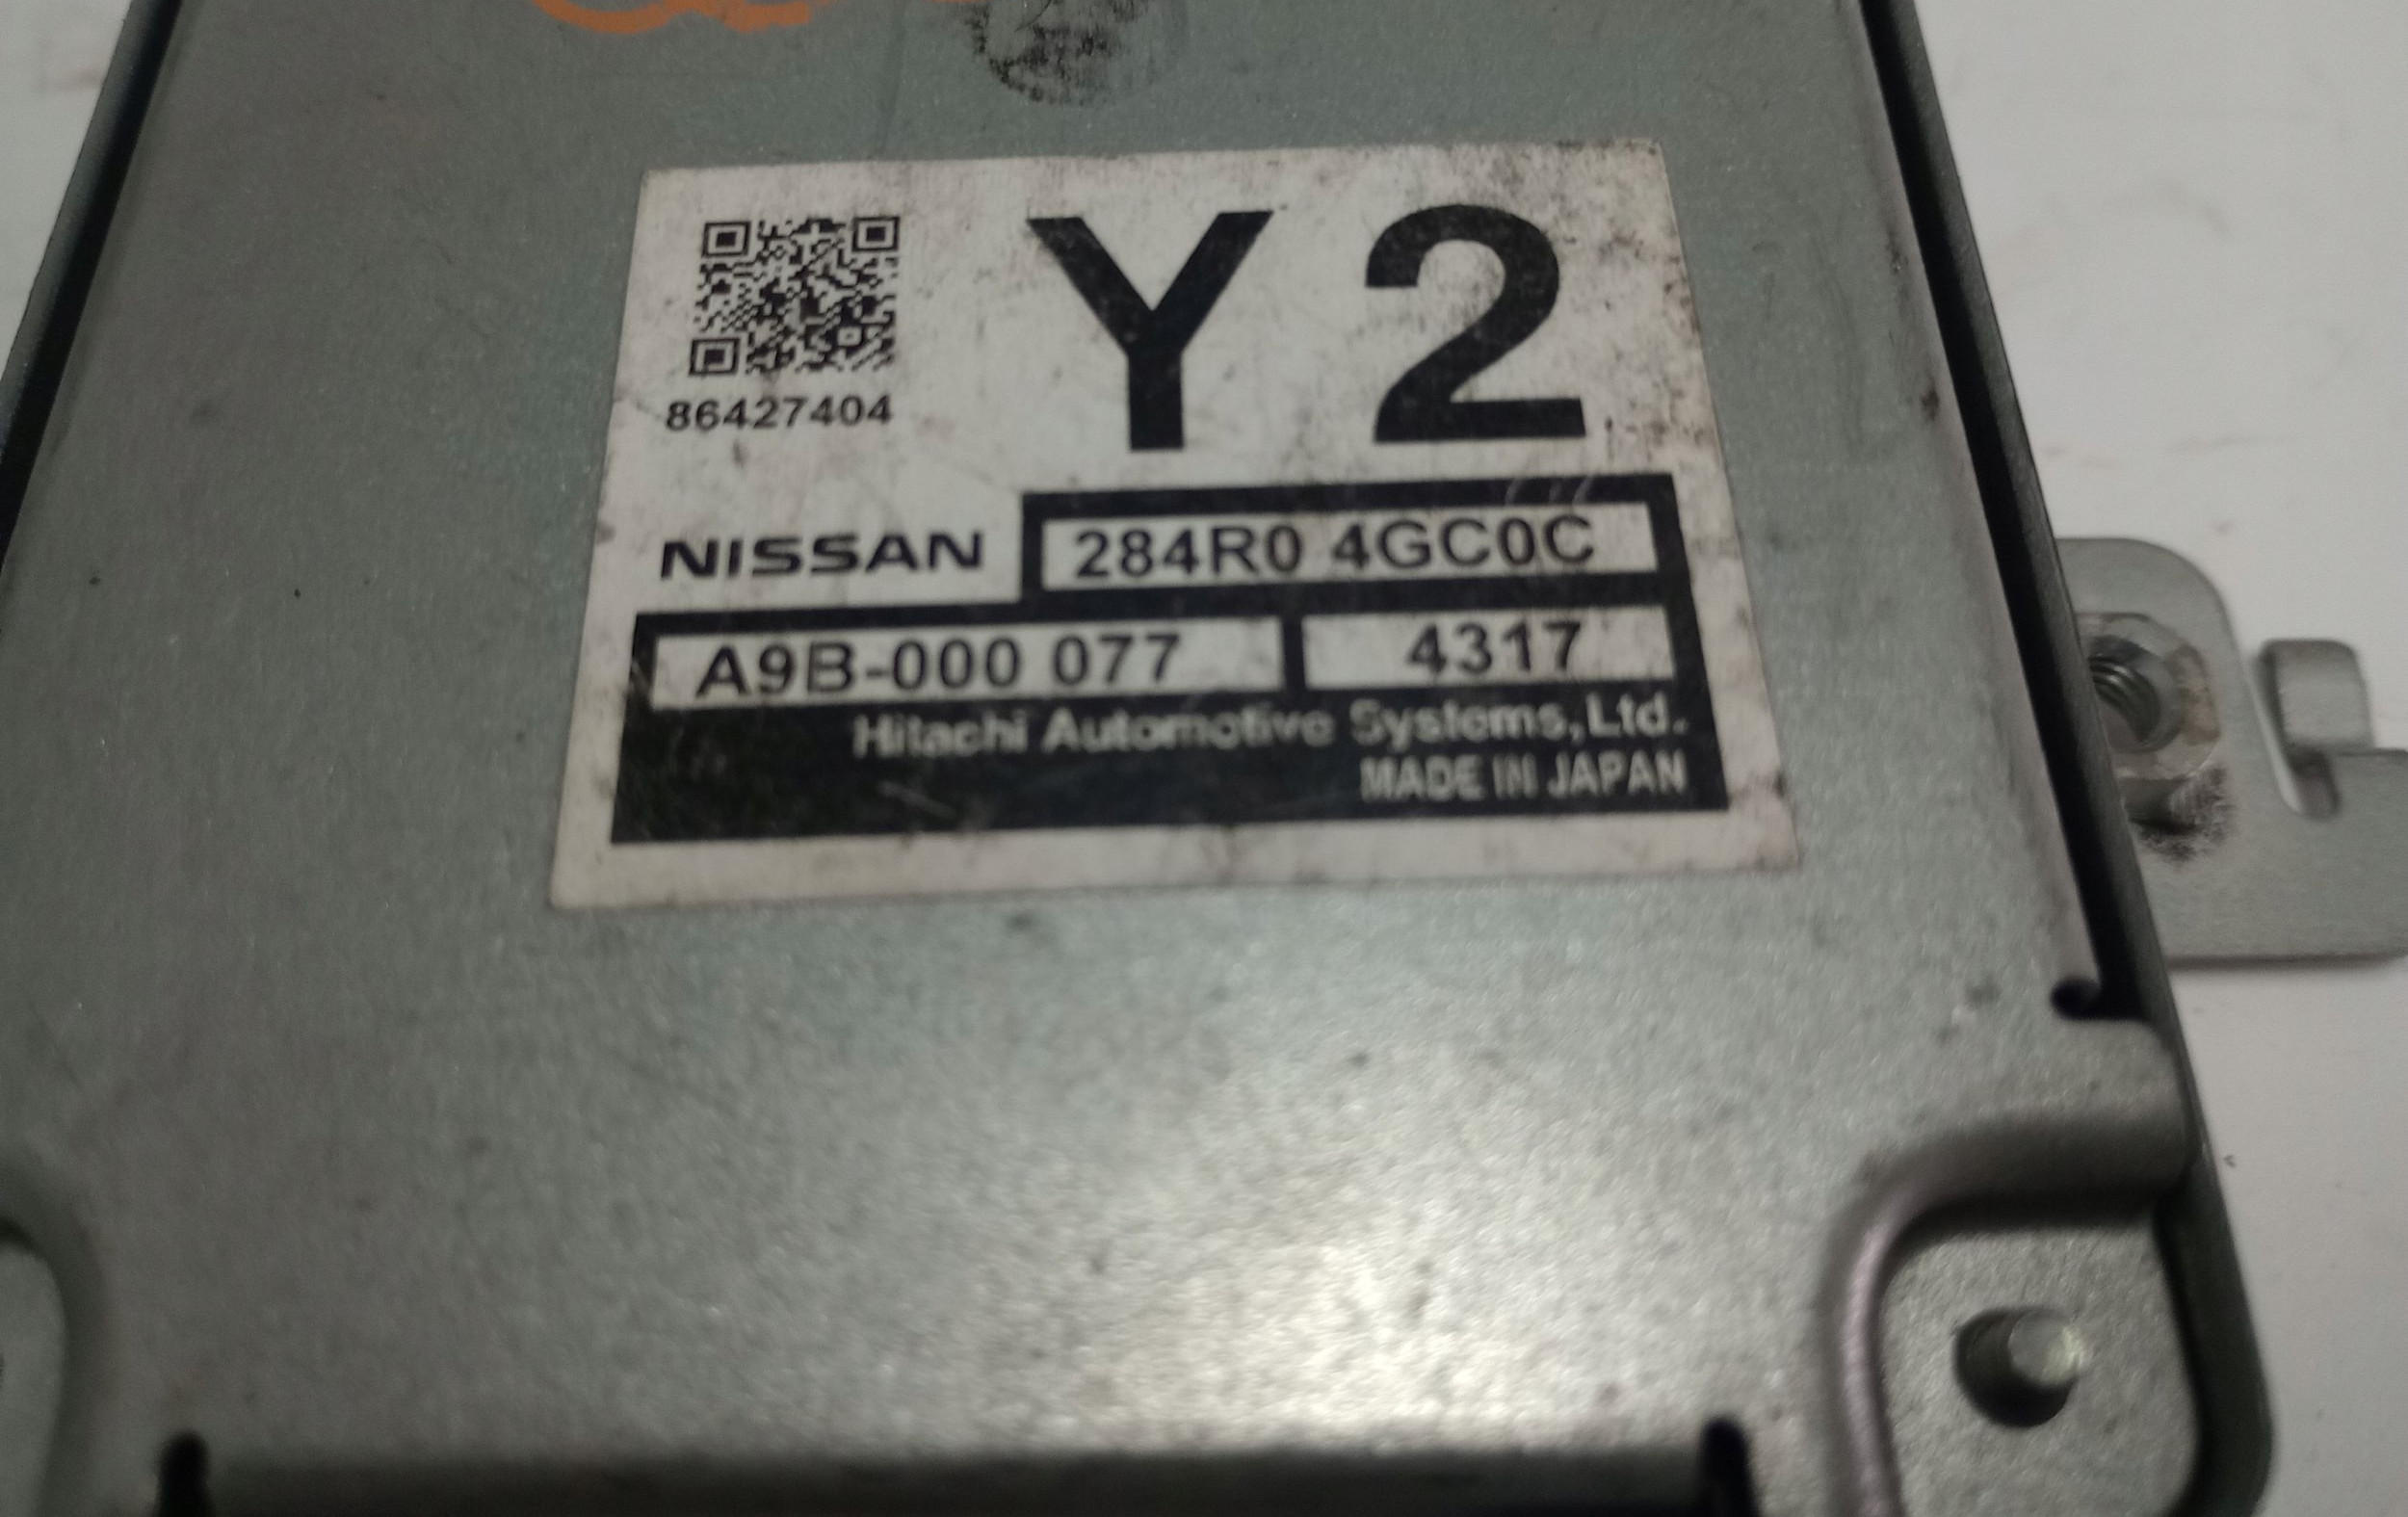 Y2
86427404
NISSAN 284R0 4GC0C
A9B-000 077 4317
Hitachi Automotive Systems,Ltd.
MADE IN JAPAN